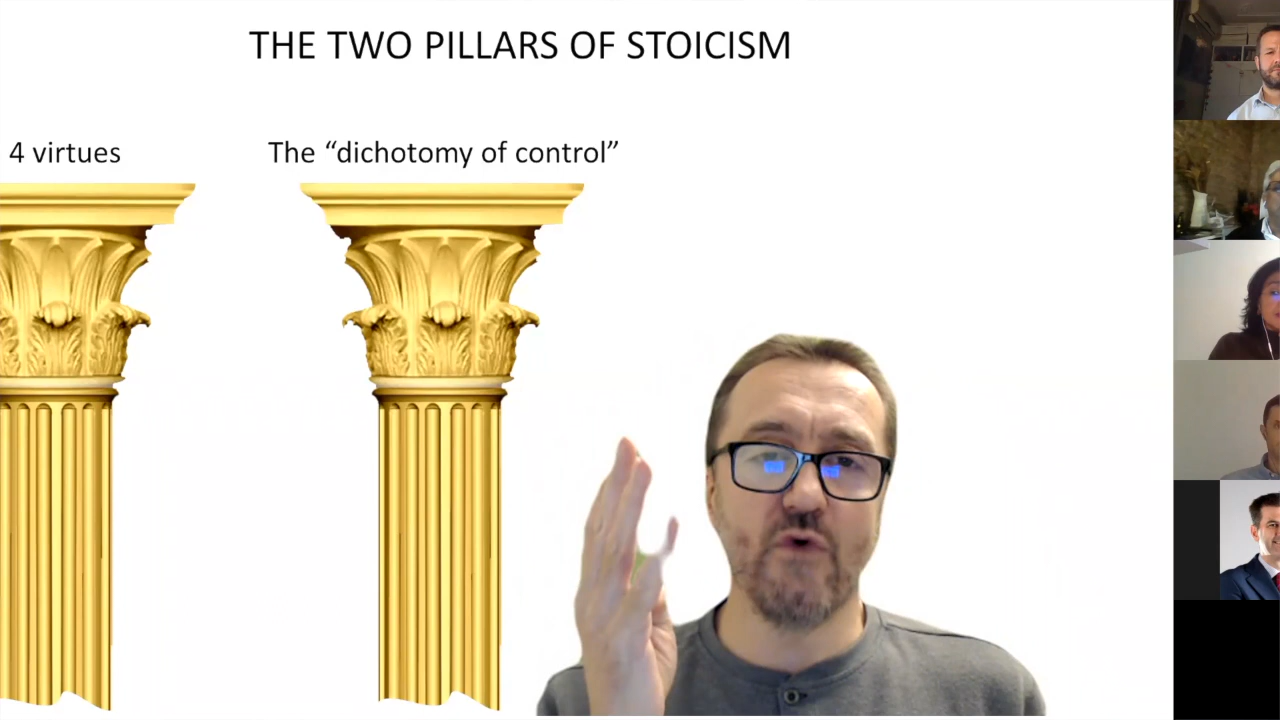 THE TWO PILLARS OF STOICISM
4 virtues
The “dichotomy of control”